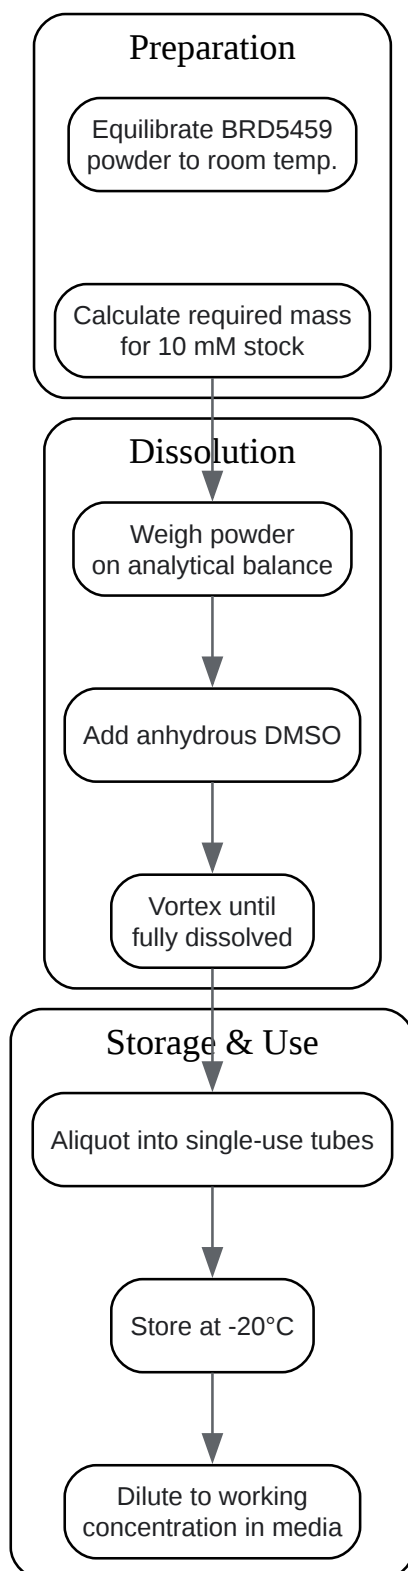 Preparation
Equilibrate BRD5459
powder to room temp.
Calculate required mass
for 10 mM stock
Dissolution
Weigh powder
on analytical balance
Add anhydrous DMSO
Vortex until
fully dissolved
Storage & Use
Aliquot into single-use tubes
Store at -20°C
Dilute to working
concentration in media